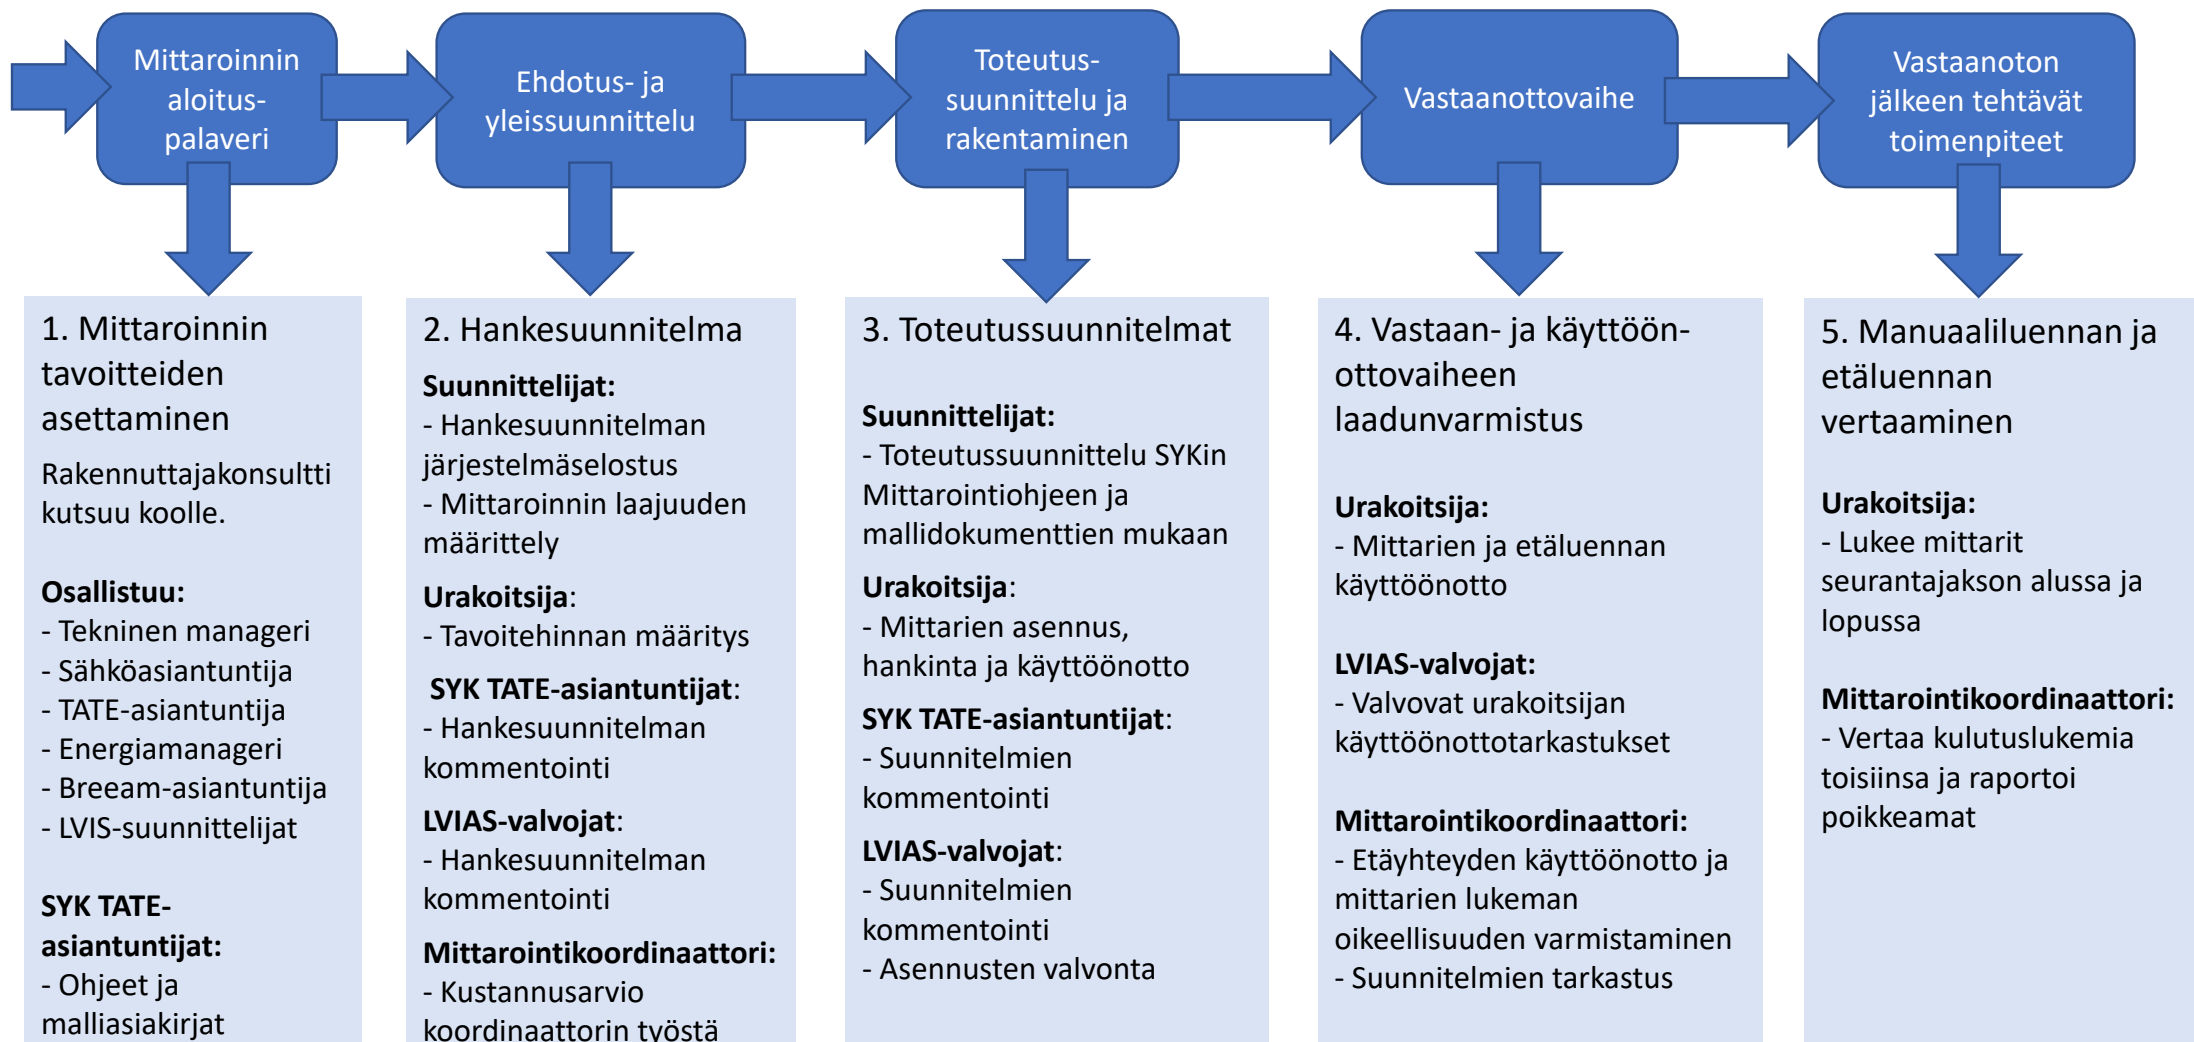 Mittaroinnin
aloitus-
palaveri
Ehdotus- ja
yleissuunnittelu
Toteutus-
suunnittelu ja
rakentaminen
Vastaanottovaihe
Vastaanoton
jälkeen tehtävät
toimenpiteet
1. Mittaroinnin
tavoitteiden
asettaminen
Rakennuttajakonsultti
kutsuu koolle.
Osallistuu:
- Tekninen manageri
- Sähköasiantuntija
- TATE-asiantuntija
- Energiamanageri
- Breeam-asiantuntija
- LVIS-suunnittelijat
SYK TATE-
asiantuntijat:
- Ohjeet ja
malliasiakirjat
2. Hankesuunnitelma
Suunnittelijat:
- Hankesuunnitelman
järjestelmäselostus
- Mittaroinnin laajuuden
määrittely
Urakoitsija:
- Tavoitehinnan määritys
SYK TATE-asiantuntijat:
- Hankesuunnitelman
kommentointi
LVIAS-valvojat:
- Hankesuunnitelman
kommentointi
Mittarointikoordinaattori:
- Kustannusarvio
koordinaattorin työstä
3. Toteutussuunnitelmat
Suunnittelijat:
- Toteutussuunnittelu SYKin
Mittarointiohjeen ja
mallidokumenttien mukaan
Urakoitsija:
- Mittarien asennus,
hankinta ja käyttöönotto
SYK TATE-asiantuntijat:
- Suunnitelmien
kommentointi
LVIAS-valvojat:
- Suunnitelmien
kommentointi
- Asennusten valvonta
4. Vastaan- ja käyttöön-
ottovaiheen
laadunvarmistus
Urakoitsija:
- Mittarien ja etäluennan
käyttöönotto
LVIAS-valvojat:
- Valvovat urakoitsijan
käyttöönottotarkastukset
Mittarointikoordinaattori:
- Etäyhteyden käyttöönotto ja
mittarien lukeman
oikeellisuuden varmistaminen
- Suunnitelmien tarkastus
5. Manuaaliluennan ja
etäluennan
vertaaminen
Urakoitsija:
- Lukee mittarit
seurantajakson alussa ja
lopussa
Mittarointikoordinaattori:
- Vertaa kulutuslukemia
toisiinsa ja raportoi
poikkeamat